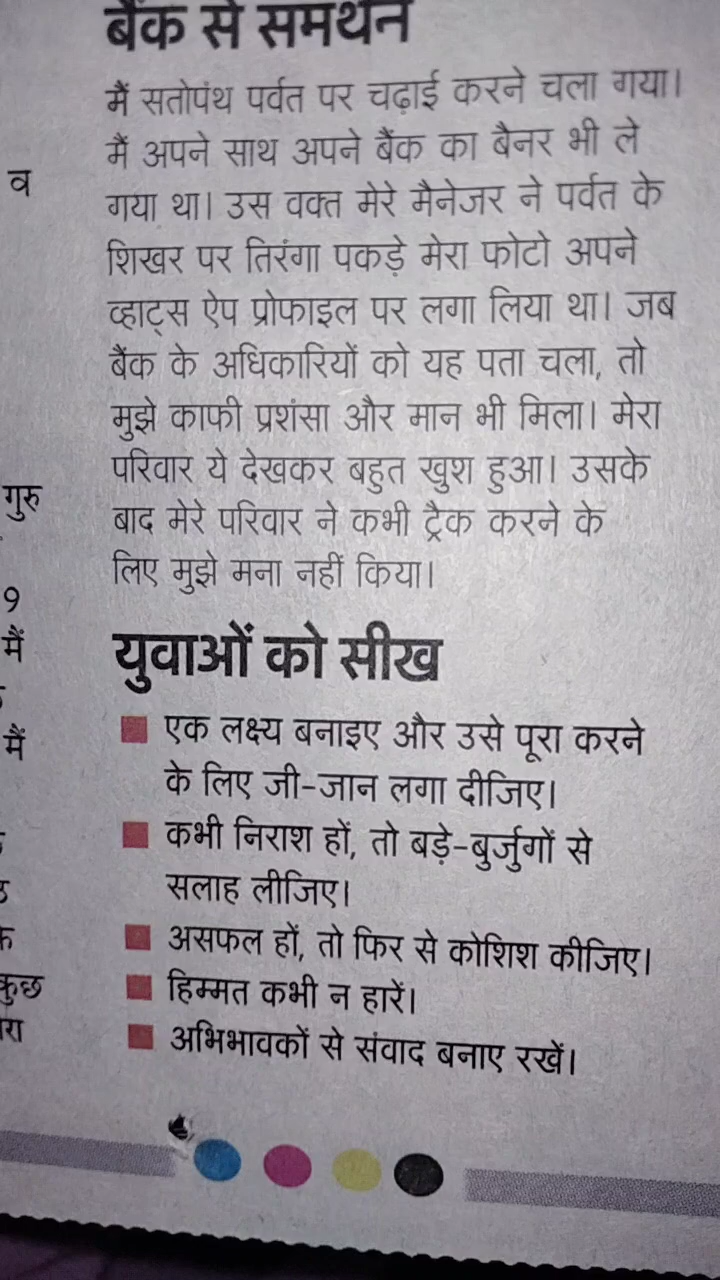 बैंक से समर्थन
मैं सतोपंथ पर्वत पर चढ़ाई करने चला गया।
मैं अपने साथ अपने बैंक का बैनर भी ले
व
गया था। उस वक्त मेरे मैनेजर ने पर्वत के
शिखर पर तिरंगा पकड़े मेरा फोटो अपने
व्हाट्स ऐप प्रोफाइल पर लगा लिया था। जब
बैंक के अधिकारियों को यह पता चला, तो
मुझे काफी प्रशंसा और मान भी मिला। मेरा
परिवार ये देखकर बहुत खुश हुआ। उसके
गुरु
बाद मेरे परिवार ने कभी ट्रैक करने के
लिए मुझे मना नहीं किया।
9
मैं
युवाओं को सीख
मैं
एक लक्ष्य बनाइए और उसे पूरा करने
के लिए जी-जान लगा दीजिए।
कभी निराश हों, तो बड़े-बुर्जुगों से
सलाह लीजिए।
असफल हों, तो फिर से कोशिश कीजिए।
कुछ
हिम्मत कभी न हारें।
अभिभावकों से संवाद बनाए रखें।